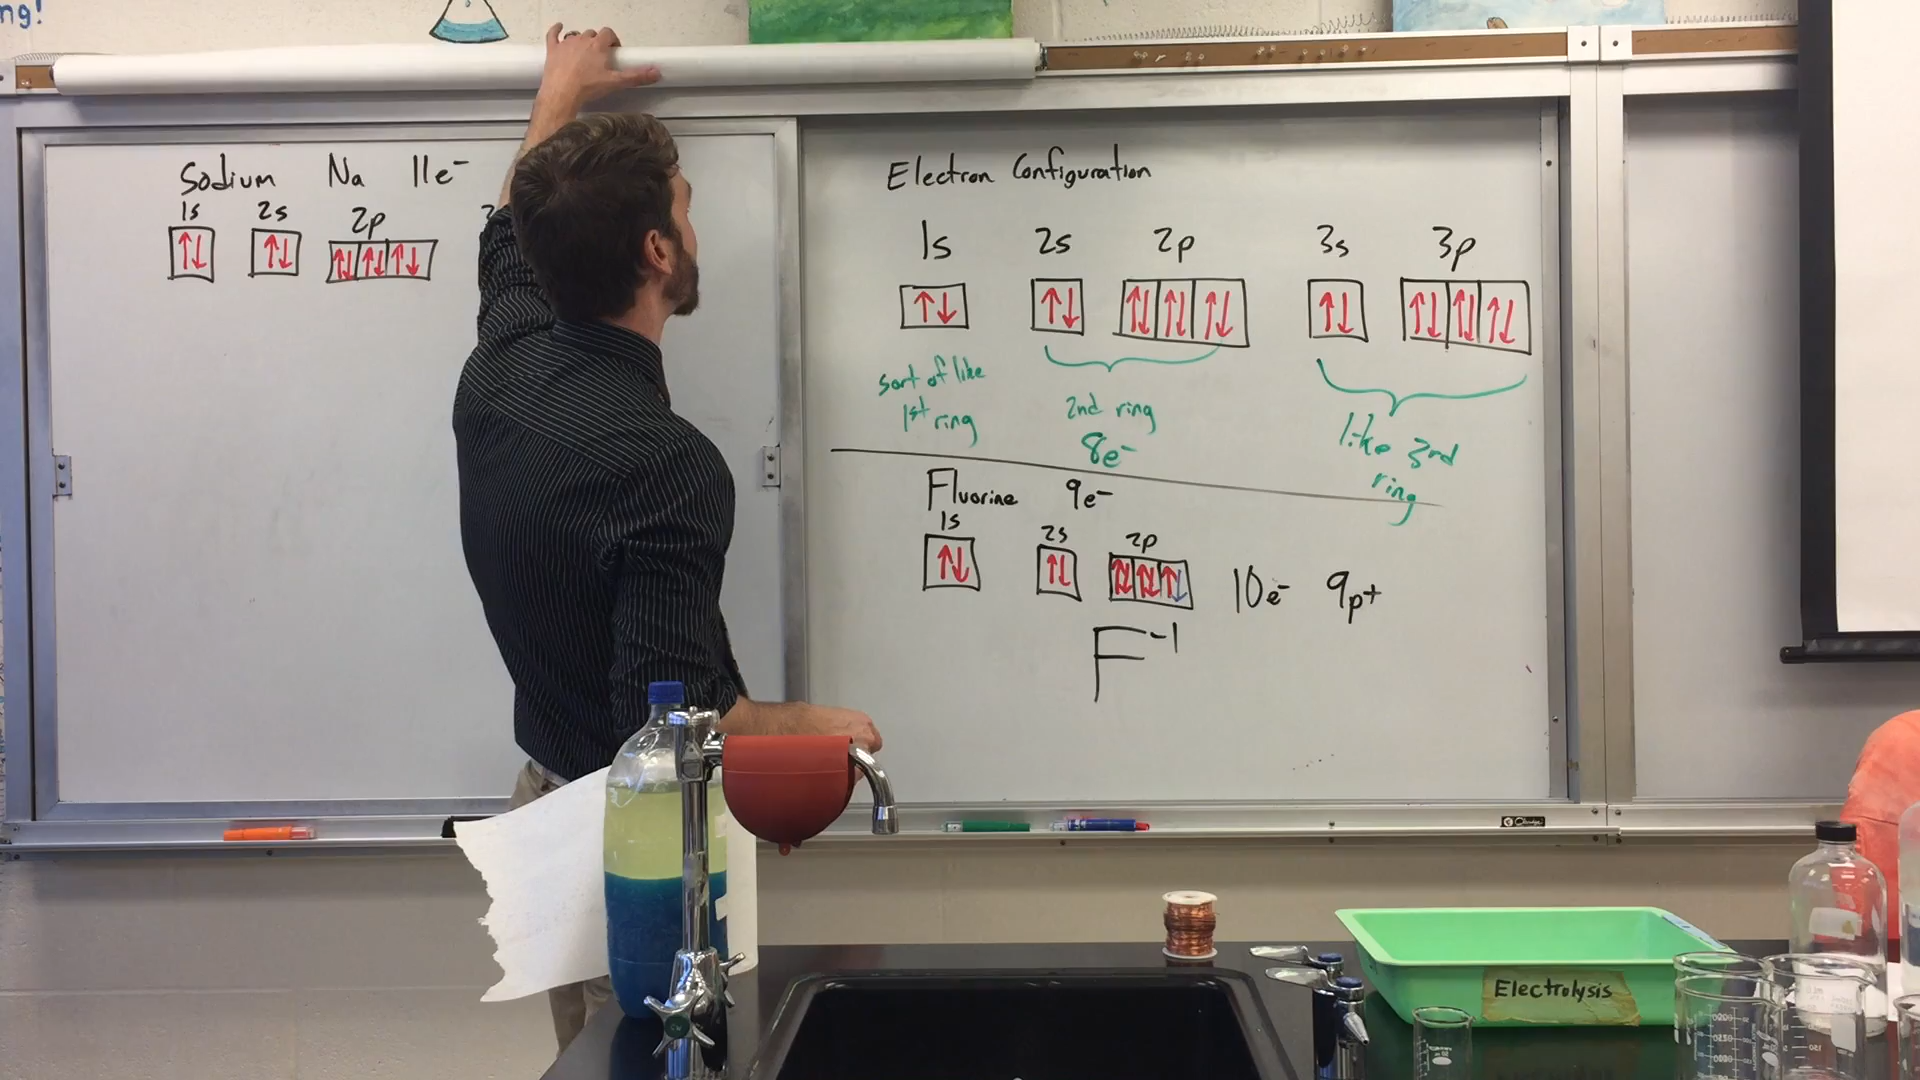 ng!
Sodium Na 11e⁻
1s 2s 2p
Electron Configuration
1s 2s 2p 3s 3p
sort of like
1st ring
2nd ring
8e⁻
like 3rd
ring
Fluorine 9e⁻
1s 2s 2p
10e⁻ 9p+
F⁻¹
Electrolysis